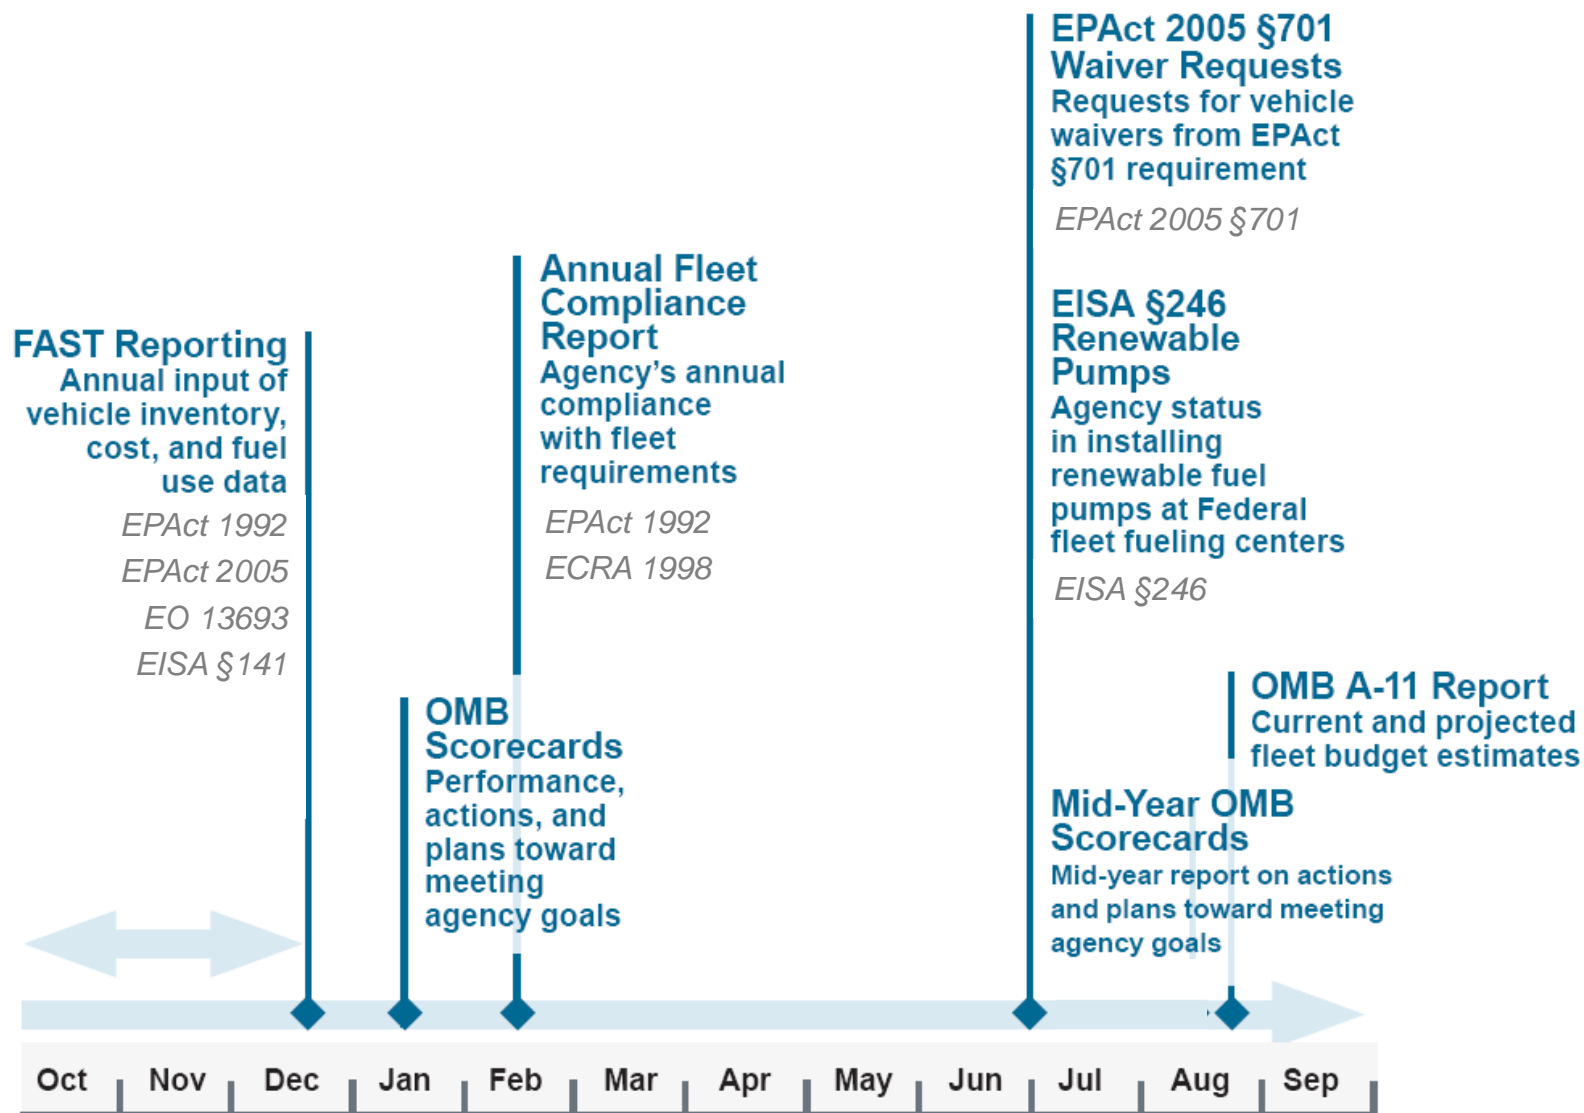 FAST Reporting
Annual input of
vehicle inventory,
cost, and fuel
use data
EPAct 1992
EPAct 2005
EO 13693
EISA §141
OMB
Scorecards
Performance,
actions, and
plans toward
meeting
agency goals
Annual Fleet
Compliance
Report
Agency’s annual
compliance
with fleet
requirements
EPAct 1992
ECRA 1998
EPAct 2005 §701
Waiver Requests
Requests for vehicle
waivers from EPAct
§701 requirement
EPAct 2005 §701
EISA §246
Renewable
Pumps
Agency status
in installing
renewable fuel
pumps at Federal
fleet fueling centers
EISA §246
Mid-Year OMB
Scorecards
Mid-year report on actions
and plans toward meeting
agency goals
OMB A-11 Report
Current and projected
fleet budget estimates
Oct Nov Dec Jan Feb Mar Apr May Jun Jul Aug Sep